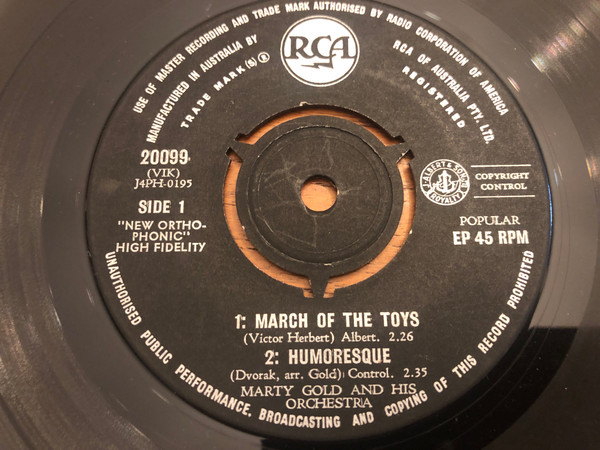 USE OF MASTER RECORDING AND TRADE MARK AUTHORISED BY RADIO CORPORATION OF AMERICA
MANUFACTURED IN AUSTRALIA BY
RCA OF AUSTRALIA PTY. LTD.
TRADE MARK(S) ®
REGISTERED
RCA
20099
(VIK)
J4PH-0195
SIDE 1
"NEW ORTHO-
PHONIC"
HIGH FIDELITY
J. ALBERT & SON
ROYALTY
COPYRIGHT
CONTROL
POPULAR
EP 45 RPM
1: MARCH OF THE TOYS
(Victor Herbert) Albert. 2.26
2: HUMORESQUE
(Dvorak, arr. Gold) Control. 2.35
MARTY GOLD AND HIS
ORCHESTRA
UNAUTHORISED PUBLIC PERFORMANCE, BROADCASTING AND COPYING OF THIS RECORD PROHIBITED